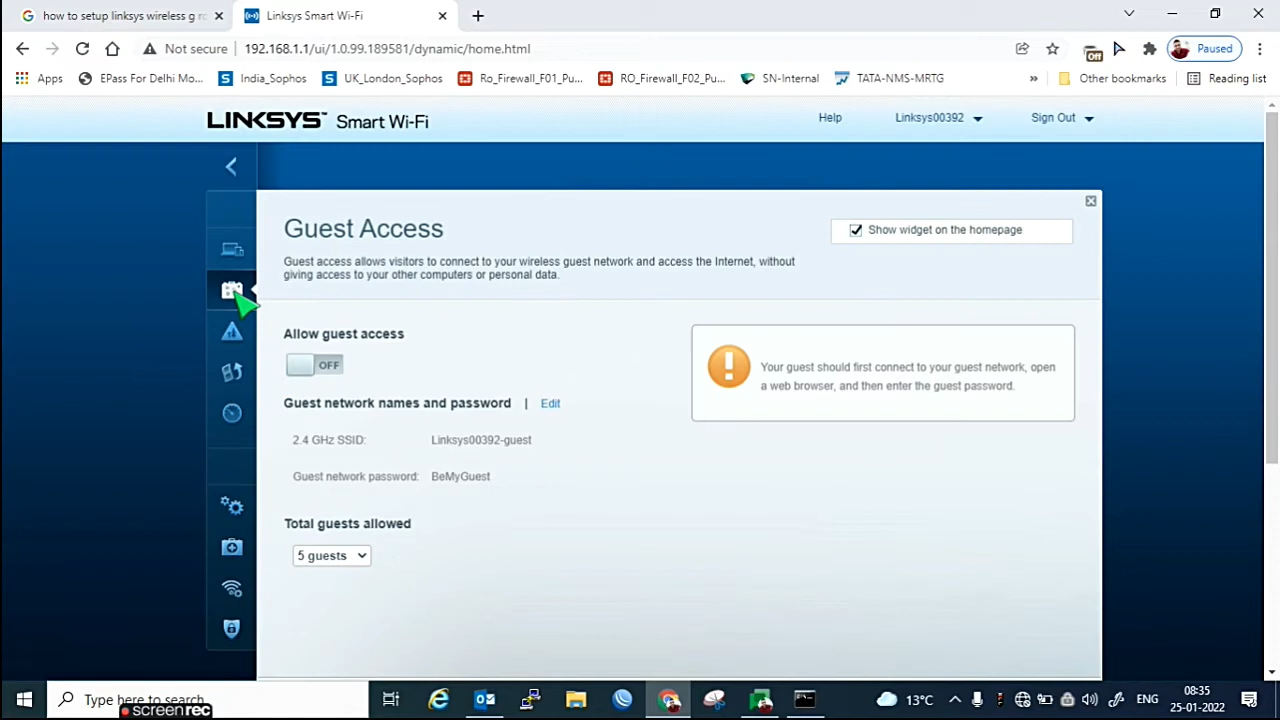 how to setup linksys wireless g ro
Linksys Smart Wi-Fi
Not secure
192.168.1.1/ui/1.0.99.189581/dynamic/home.html
Off
Paused
Apps
EPass For Delhi Mo...
India_Sophos
UK_London_Sophos
Ro_Firewall_F01_Pu...
RO_Firewall_F02_Pu...
SN-Internal
TATA-NMS-MRTG
»
Other bookmarks
Reading list
LINKSYS™ Smart Wi-Fi
Help
Linksys00392
Sign Out
Guest Access
Show widget on the homepage
Guest access allows visitors to connect to your wireless guest network and access the Internet, without
giving access to your other computers or personal data.
Allow guest access
OFF
Your guest should first connect to your guest network, open
a web browser, and then enter the guest password.
Guest network names and password | Edit
2.4 GHz SSID: Linksys00392-guest
Guest network password: BeMyGuest
Total guests allowed
5 guests
Type here to search
screenrec
13°C
ENG
08:35
25-01-2022